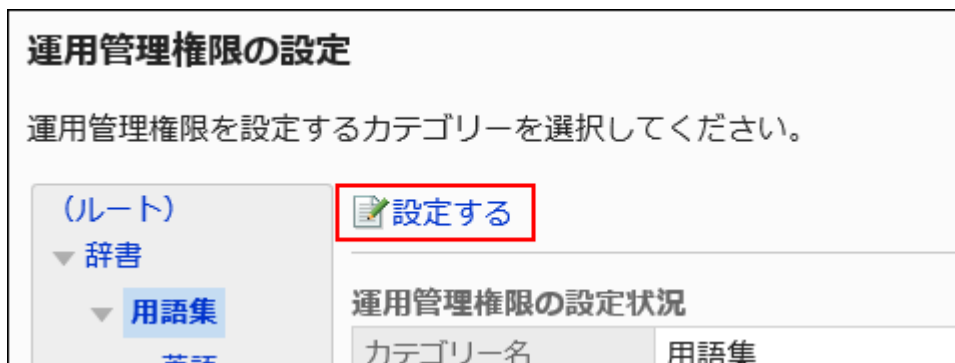 運用管理権限の設定
運用管理権限を設定するカテゴリーを選択してください。
（ルート）
辞書
用語集
英語
設定する
運用管理権限の設定状況
カテゴリー名
用語集